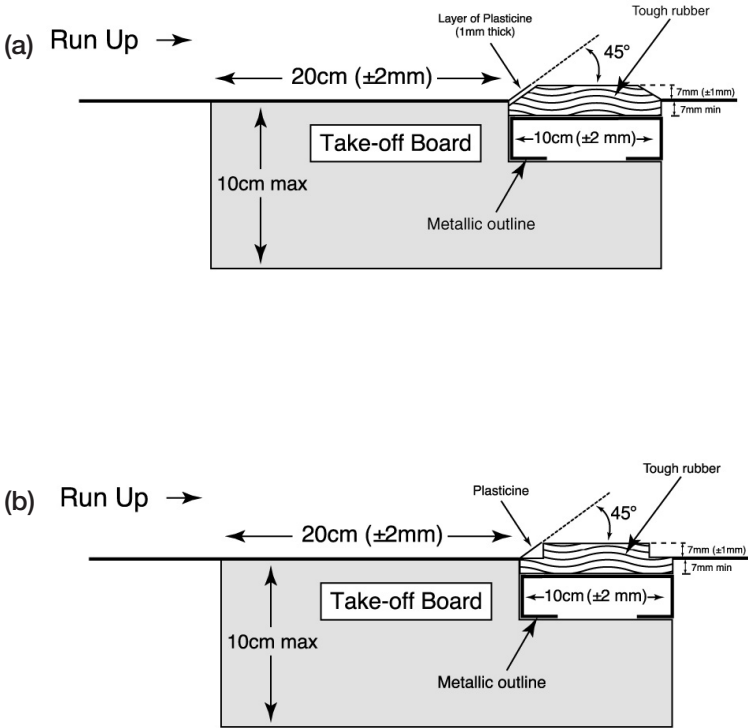 (a) Run Up
Layer of Plasticine
(1mm thick)
45°
Tough rubber
20cm (±2mm)
7mm (±1mm)
7mm min
Take-off Board
10cm (±2 mm)
10cm max
Metallic outline
(b) Run Up
Plasticine
45°
Tough rubber
20cm (±2mm)
7mm (±1mm)
7mm min
Take-off Board
10cm (±2 mm)
10cm max
Metallic outline